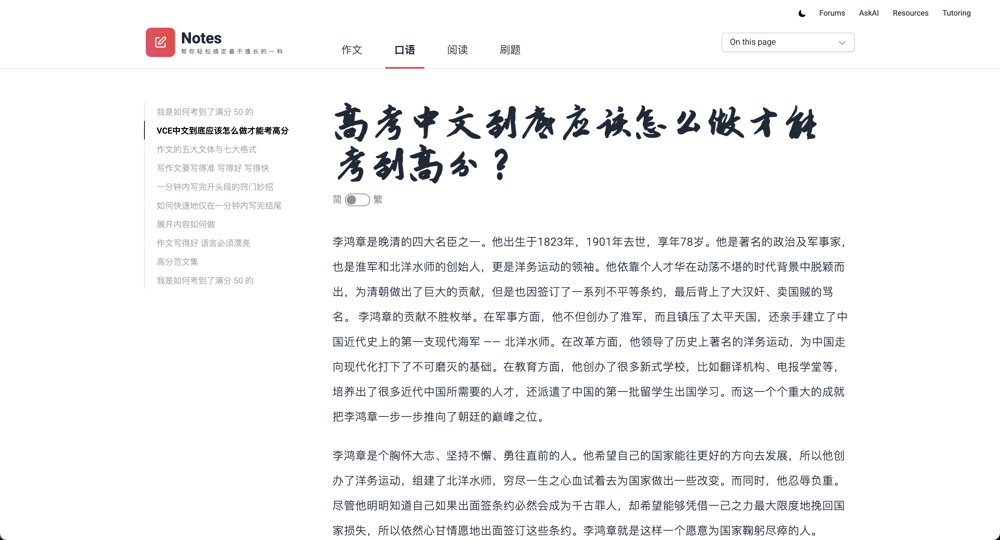 Forums AskAI Resources Tutoring
Notes
帮你轻松搞定最不擅长的一科
作文 口语 阅读 刷题
On this page
我是如何考到了满分 50 的
VCE中文到底应该怎么做才能考高分
作文的五大文体与七大格式
写作文要写得准 写得好 写得快
一分钟内写完开头段的窍门妙招
如何快速地仅在一分钟内写完结尾
展开内容如何做
作文写得好 语言必须漂亮
高分范文集
我是如何考到了满分 50 的
高考中文到底应该怎么做才能
考到高分？
简 繁
李鸿章是晚清的四大名臣之一。他出生于1823年，1901年去世，享年78岁。他是著名的政治及军事家，
也是淮军和北洋水师的创始人，更是洋务运动的领袖。他依靠个人才华在动荡不堪的时代背景中脱颖而
出，为清朝做出了巨大的贡献，但是也因签订了一系列不平等条约，最后背上了大汉奸、卖国贼的骂
名。 李鸿章的贡献不胜枚举。在军事方面，他不但创办了淮军，而且镇压了太平天国，还亲手建立了中
国近代史上的第一支现代海军 —— 北洋水师。在改革方面，他领导了历史上著名的洋务运动，为中国走
向现代化打下了不可磨灭的基础。在教育方面，他创办了很多新式学校，比如翻译机构、电报学堂等，
培养出了很多近代中国所需要的人才，还派遣了中国的第一批留学生出国学习。而这一个个重大的成就
把李鸿章一步一步推向了朝廷的巅峰之位。
李鸿章是个胸怀大志、坚持不懈、勇往直前的人。他希望自己的国家能往更好的方向去发展，所以他创
办了洋务运动，组建了北洋水师，穷尽一生之心血试着去为国家做出一些改变。而同时，他忍辱负重。
尽管他明明知道自己如果出面签条约必然会成为千古罪人，却希望能够凭借一己之力最大限度地挽回国
家损失，所以依然心甘情愿地出面签订这些条约。李鸿章就是这样一个愿意为国家鞠躬尽瘁的人。